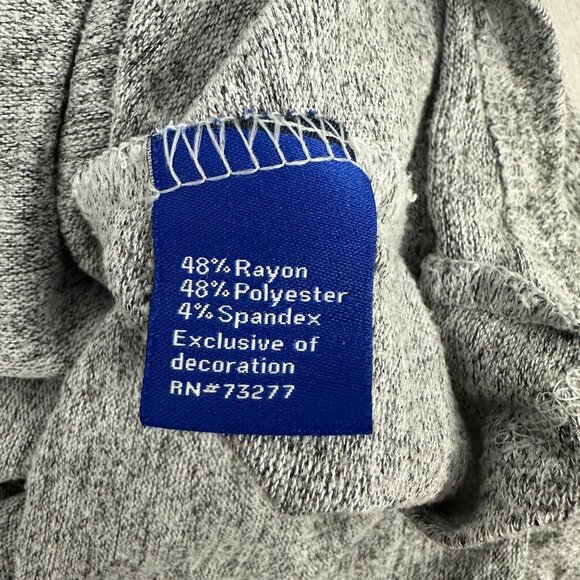 48% Rayon
48% Polyester
4% Spandex
Exclusive of
decoration
RN#73277